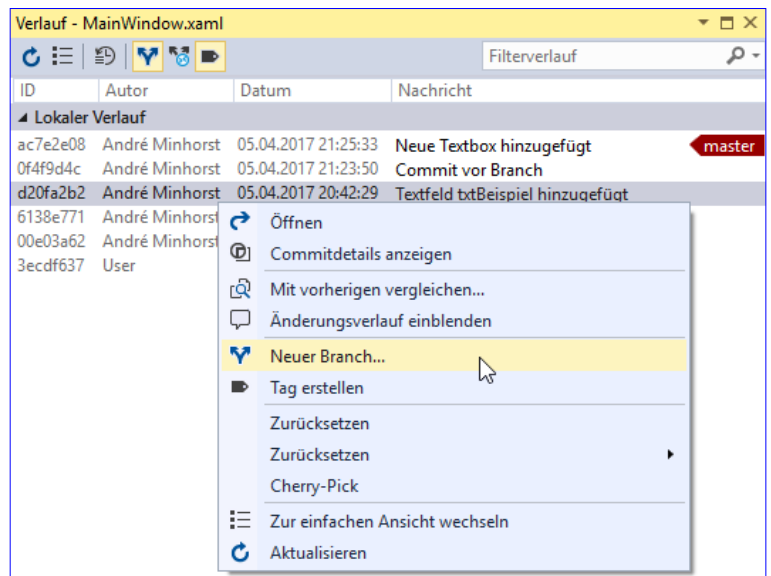 Verlauf - MainWindow.xaml
Filterverlauf
ID Autor Datum Nachricht
Lokaler Verlauf
ac7e2e08 André Minhorst 05.04.2017 21:25:33 Neue Textbox hinzugefügt master
0f4f9d4c André Minhorst 05.04.2017 21:23:50 Commit vor Branch
d20fa2b2 André Minhorst 05.04.2017 20:42:29 Textfeld txtBeispiel hinzugefügt
6138e771 André Minhorst
00e03a62 André Minhorst
3ecdf637 User
Öffnen
Commitdetails anzeigen
Mit vorherigen vergleichen...
Änderungsverlauf einblenden
Neuer Branch...
Tag erstellen
Zurücksetzen
Zurücksetzen
Cherry-Pick
Zur einfachen Ansicht wechseln
Aktualisieren